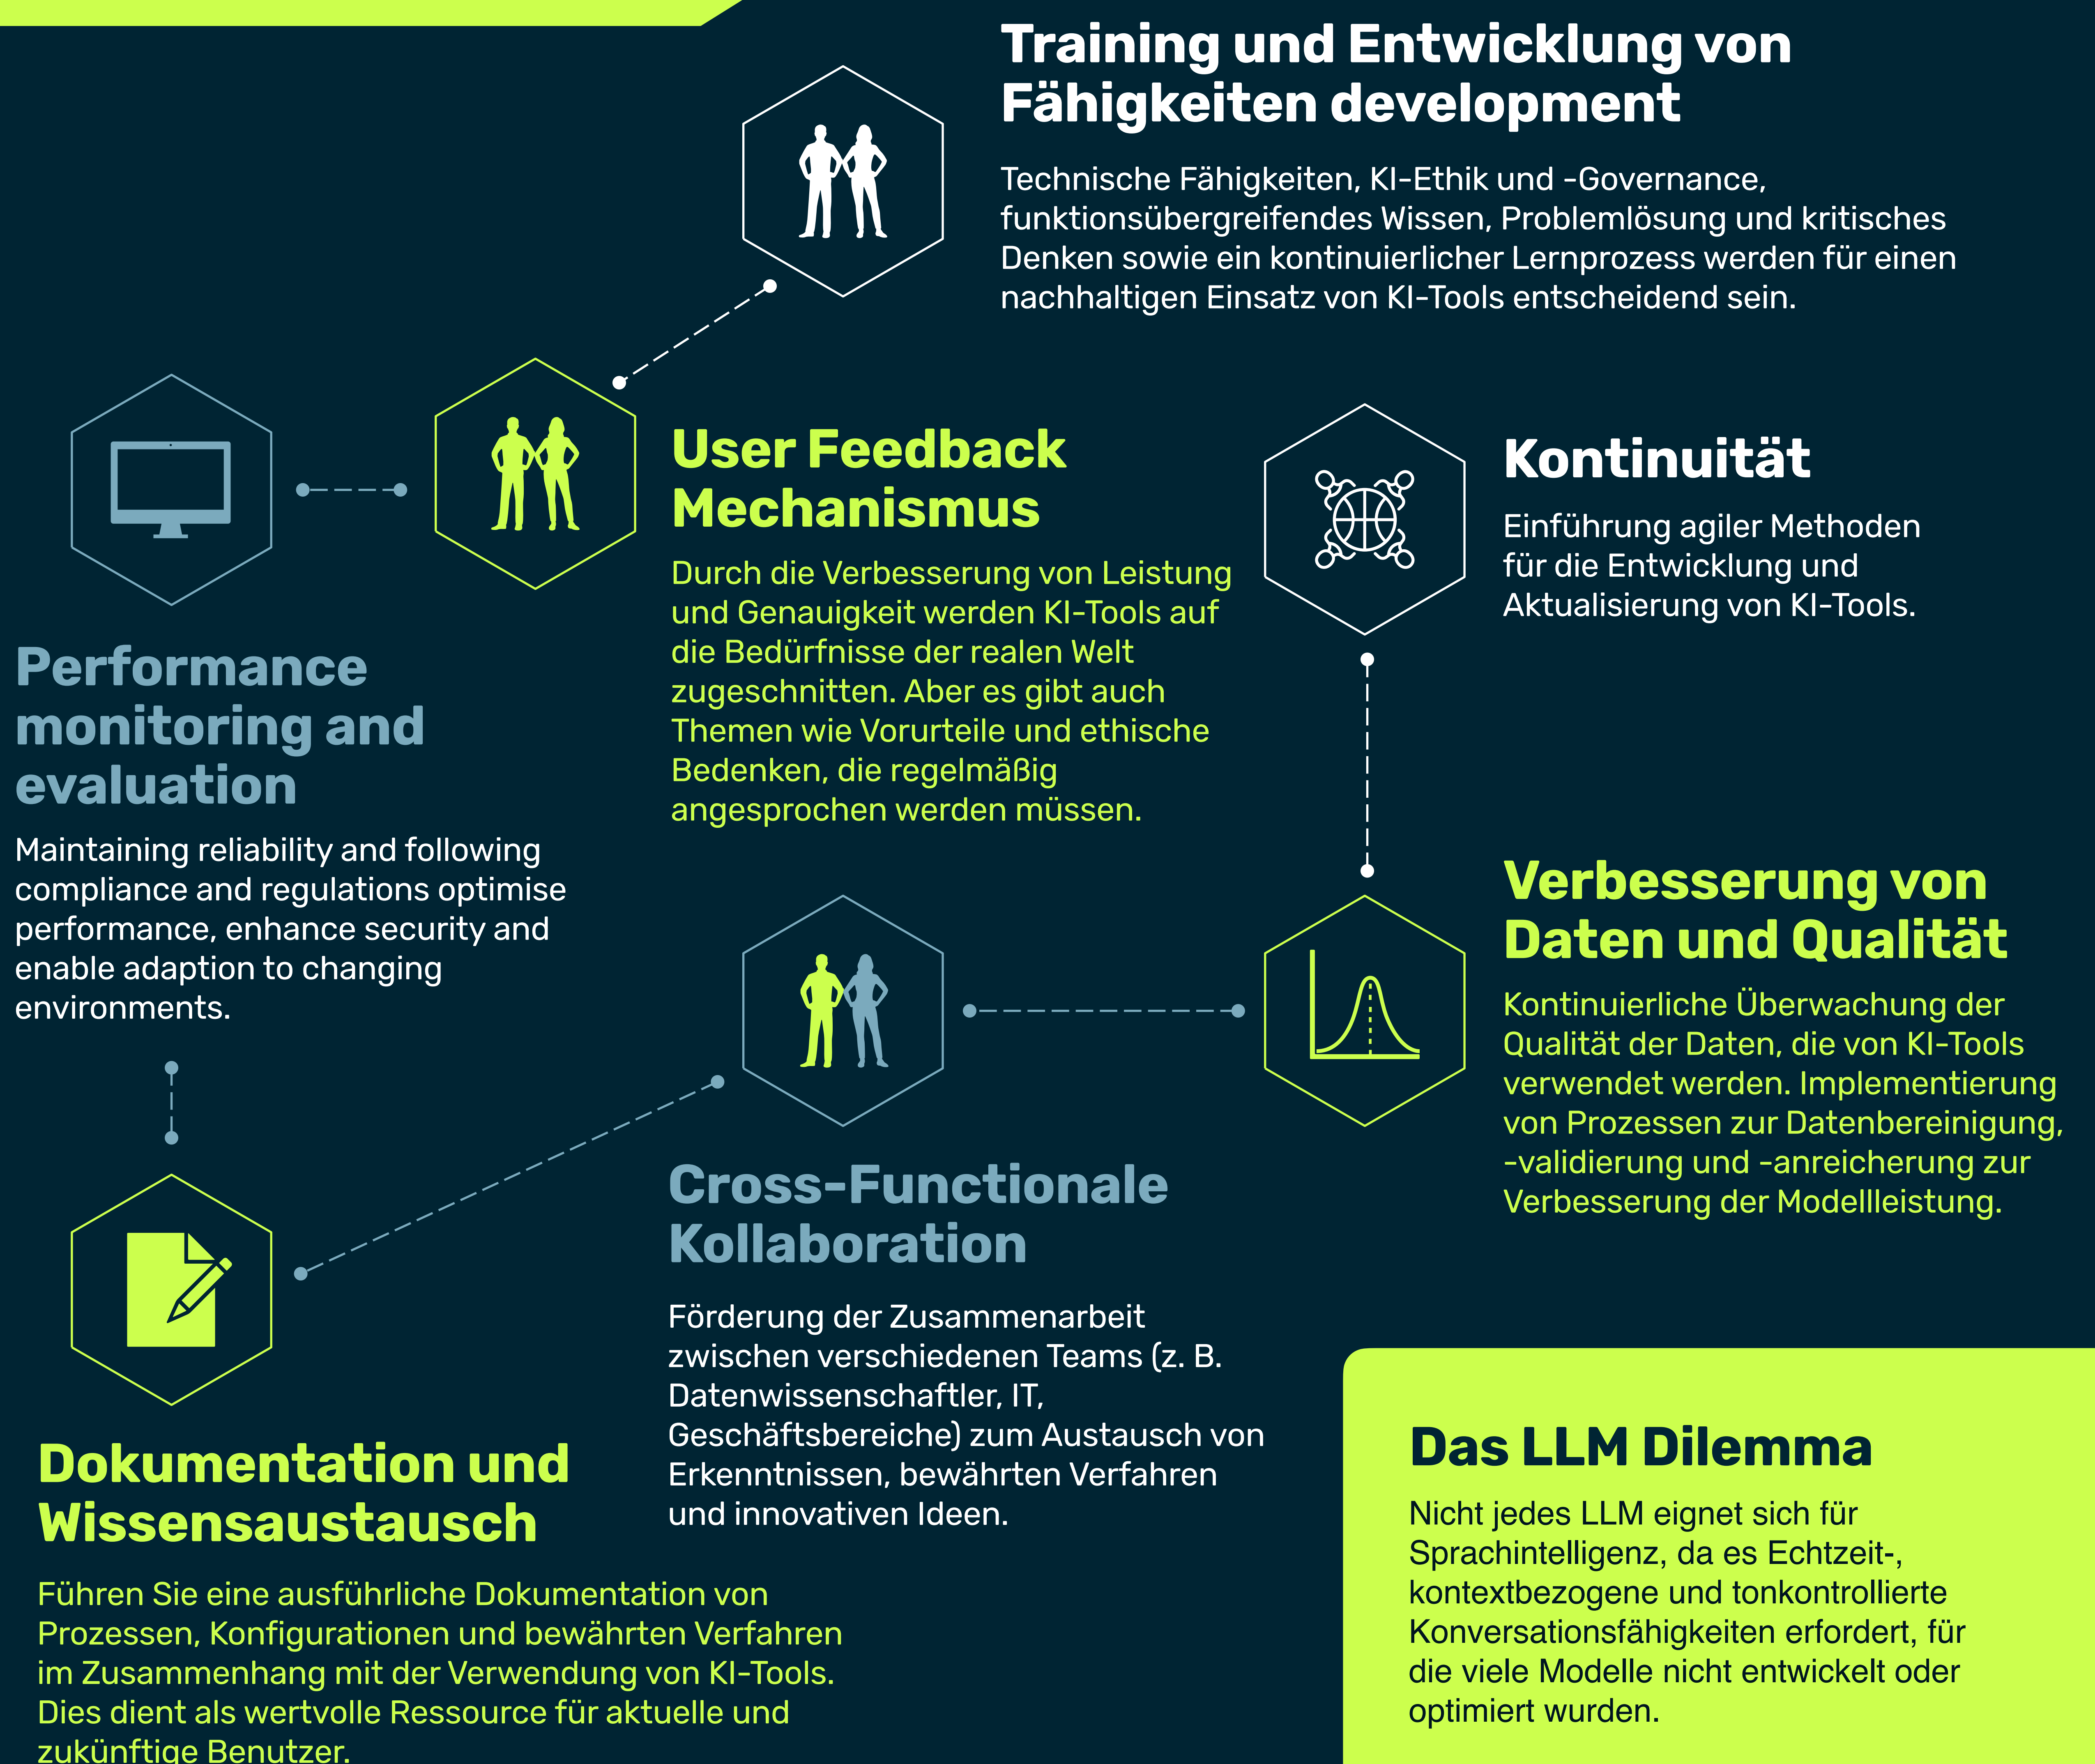 Training und Entwicklung von
Fähigkeiten development
Technische Fähigkeiten, KI-Ethik und -Governance,
funktionsübergreifendes Wissen, Problemlösung und kritisches
Denken sowie ein kontinuierlicher Lernprozess werden für einen
nachhaltigen Einsatz von KI-Tools entscheidend sein.
User Feedback
Mechanismus
Durch die Verbesserung von Leistung
und Genauigkeit werden KI-Tools auf
die Bedürfnisse der realen Welt
zugeschnitten. Aber es gibt auch
Themen wie Vorurteile und ethische
Bedenken, die regelmäßig
angesprochen werden müssen.
Kontinuität
Einführung agiler Methoden
für die Entwicklung und
Aktualisierung von KI-Tools.
Performance
monitoring and
evaluation
Maintaining reliability and following
compliance and regulations optimise
performance, enhance security and
enable adaption to changing
environments.
Verbesserung von
Daten und Qualität
Kontinuierliche Überwachung der
Qualität der Daten, die von KI-Tools
verwendet werden. Implementierung
von Prozessen zur Datenbereinigung,
-validierung und -anreicherung zur
Verbesserung der Modellleistung.
Cross-Functionale
Kollaboration
Förderung der Zusammenarbeit
zwischen verschiedenen Teams (z. B.
Datenwissenschaftler, IT,
Geschäftsbereiche) zum Austausch von
Erkenntnissen, bewährten Verfahren
und innovativen Ideen.
Dokumentation und
Wissensaustausch
Führen Sie eine ausführliche Dokumentation von
Prozessen, Konfigurationen und bewährten Verfahren
im Zusammenhang mit der Verwendung von KI-Tools.
Dies dient als wertvolle Ressource für aktuelle und
zukünftige Benutzer.
Das LLM Dilemma
Nicht jedes LLM eignet sich für
Sprachintelligenz, da es Echtzeit-,
kontextbezogene und tonkontrollierte
Konversationsfähigkeiten erfordert, für
die viele Modelle nicht entwickelt oder
optimiert wurden.